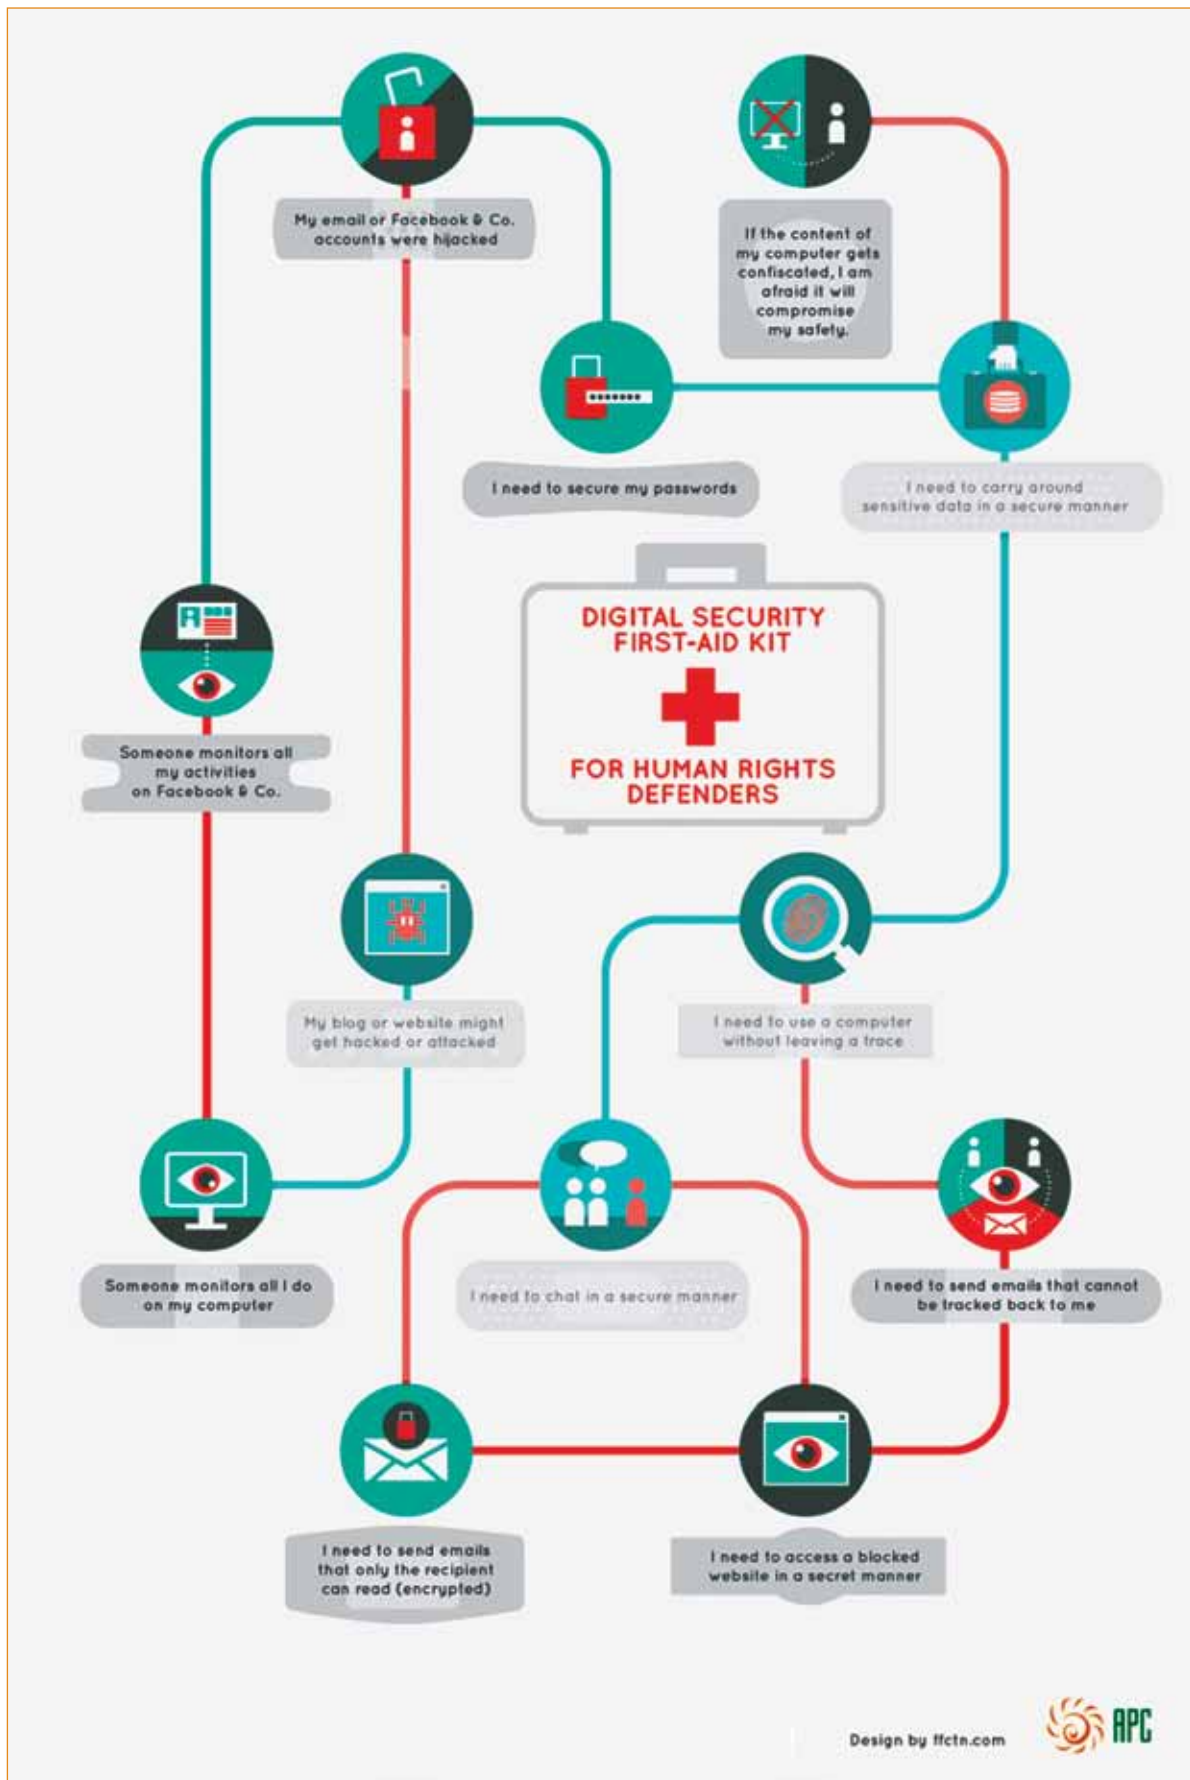 My email or Facebook & Co.
accounts were hijacked
If the content of
my computer gets
confiscated, I am
afraid it will
compromise
my safety.
I need to secure my passwords
I need to carry around
sensitive data in a secure manner
DIGITAL SECURITY
FIRST-AID KIT
FOR HUMAN RIGHTS
DEFENDERS
Someone monitors all
my activities
on Facebook & Co.
My blog or website might
get hacked or attacked
I need to use a computer
without leaving a trace
Someone monitors all I do
on my computer
I need to chat in a secure manner
I need to send emails that cannot
be tracked back to me
I need to send emails
that only the recipient
can read (encrypted)
I need to access a blocked
website in a secret manner
Design by ffctn.com
APC